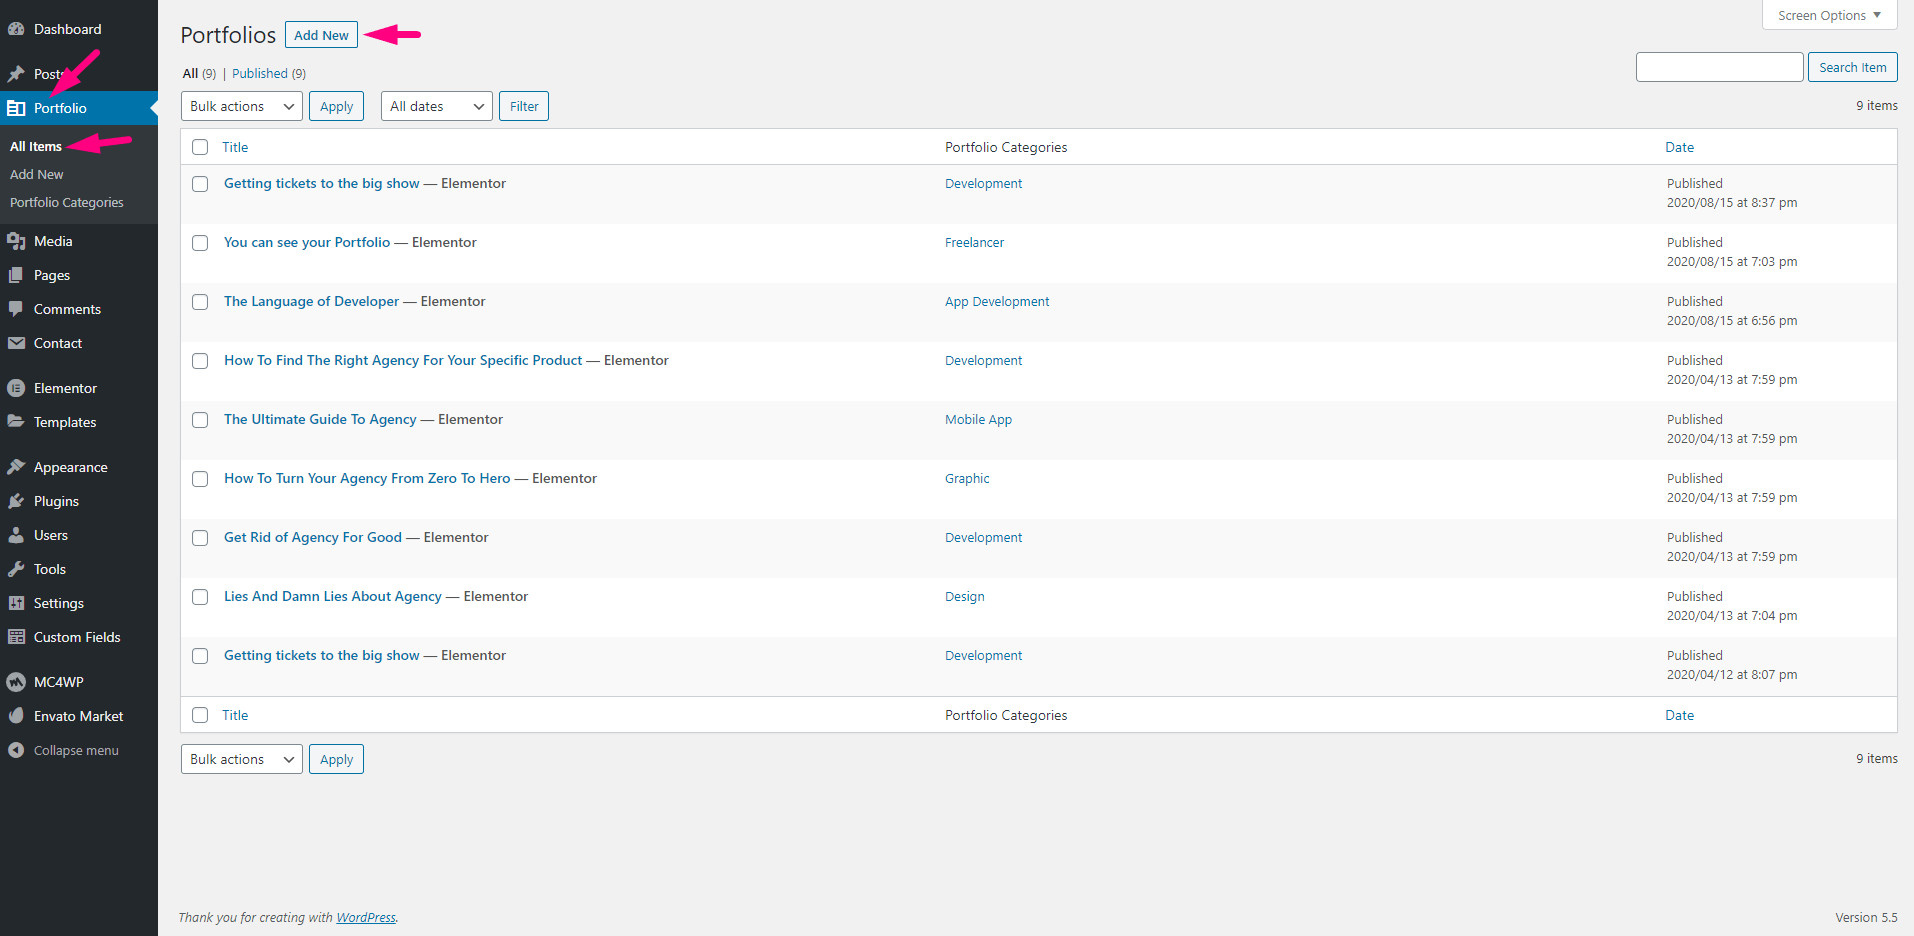 Dashboard
Posts
Portfolio
All Items
Add New
Portfolio Categories
Media
Pages
Comments
Contact
Elementor
Templates
Appearance
Plugins
Users
Tools
Settings
Custom Fields
MC4WP
Envato Market
Collapse menu
Screen Options ▼
Portfolios Add New
All (9) | Published (9)
Search Item
Bulk actions Apply All dates Filter 9 items
Title Portfolio Categories Date
Getting tickets to the big show — Elementor Development Published
2020/08/15 at 8:37 pm
You can see your Portfolio — Elementor Freelancer Published
2020/08/15 at 7:03 pm
The Language of Developer — Elementor App Development Published
2020/08/15 at 6:56 pm
How To Find The Right Agency For Your Specific Product — Elementor Development Published
2020/04/13 at 7:59 pm
The Ultimate Guide To Agency — Elementor Mobile App Published
2020/04/13 at 7:59 pm
How To Turn Your Agency From Zero To Hero — Elementor Graphic Published
2020/04/13 at 7:59 pm
Get Rid of Agency For Good — Elementor Development Published
2020/04/13 at 7:59 pm
Lies And Damn Lies About Agency — Elementor Design Published
2020/04/13 at 7:04 pm
Getting tickets to the big show — Elementor Development Published
2020/04/12 at 8:07 pm
Title Portfolio Categories Date
Bulk actions Apply 9 items
Thank you for creating with WordPress. Version 5.5